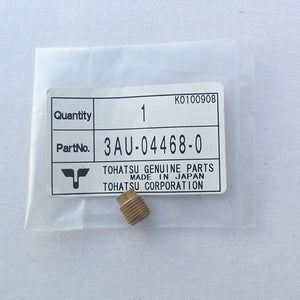 K0100908
Quantity 1
PartNo. 3AU-04468-0
TOHATSU GENUINE PARTS
MADE IN JAPAN
TOHATSU CORPORATION